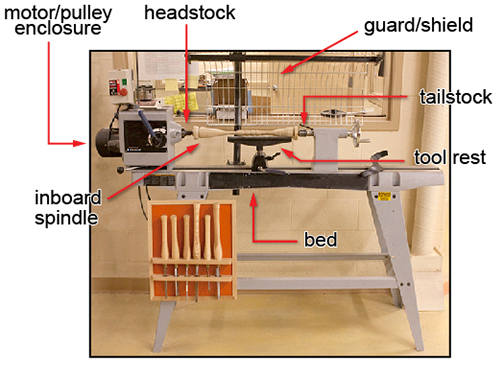 motor/pulley
enclosure
headstock
guard/shield
tailstock
tool rest
inboard
spindle
bed